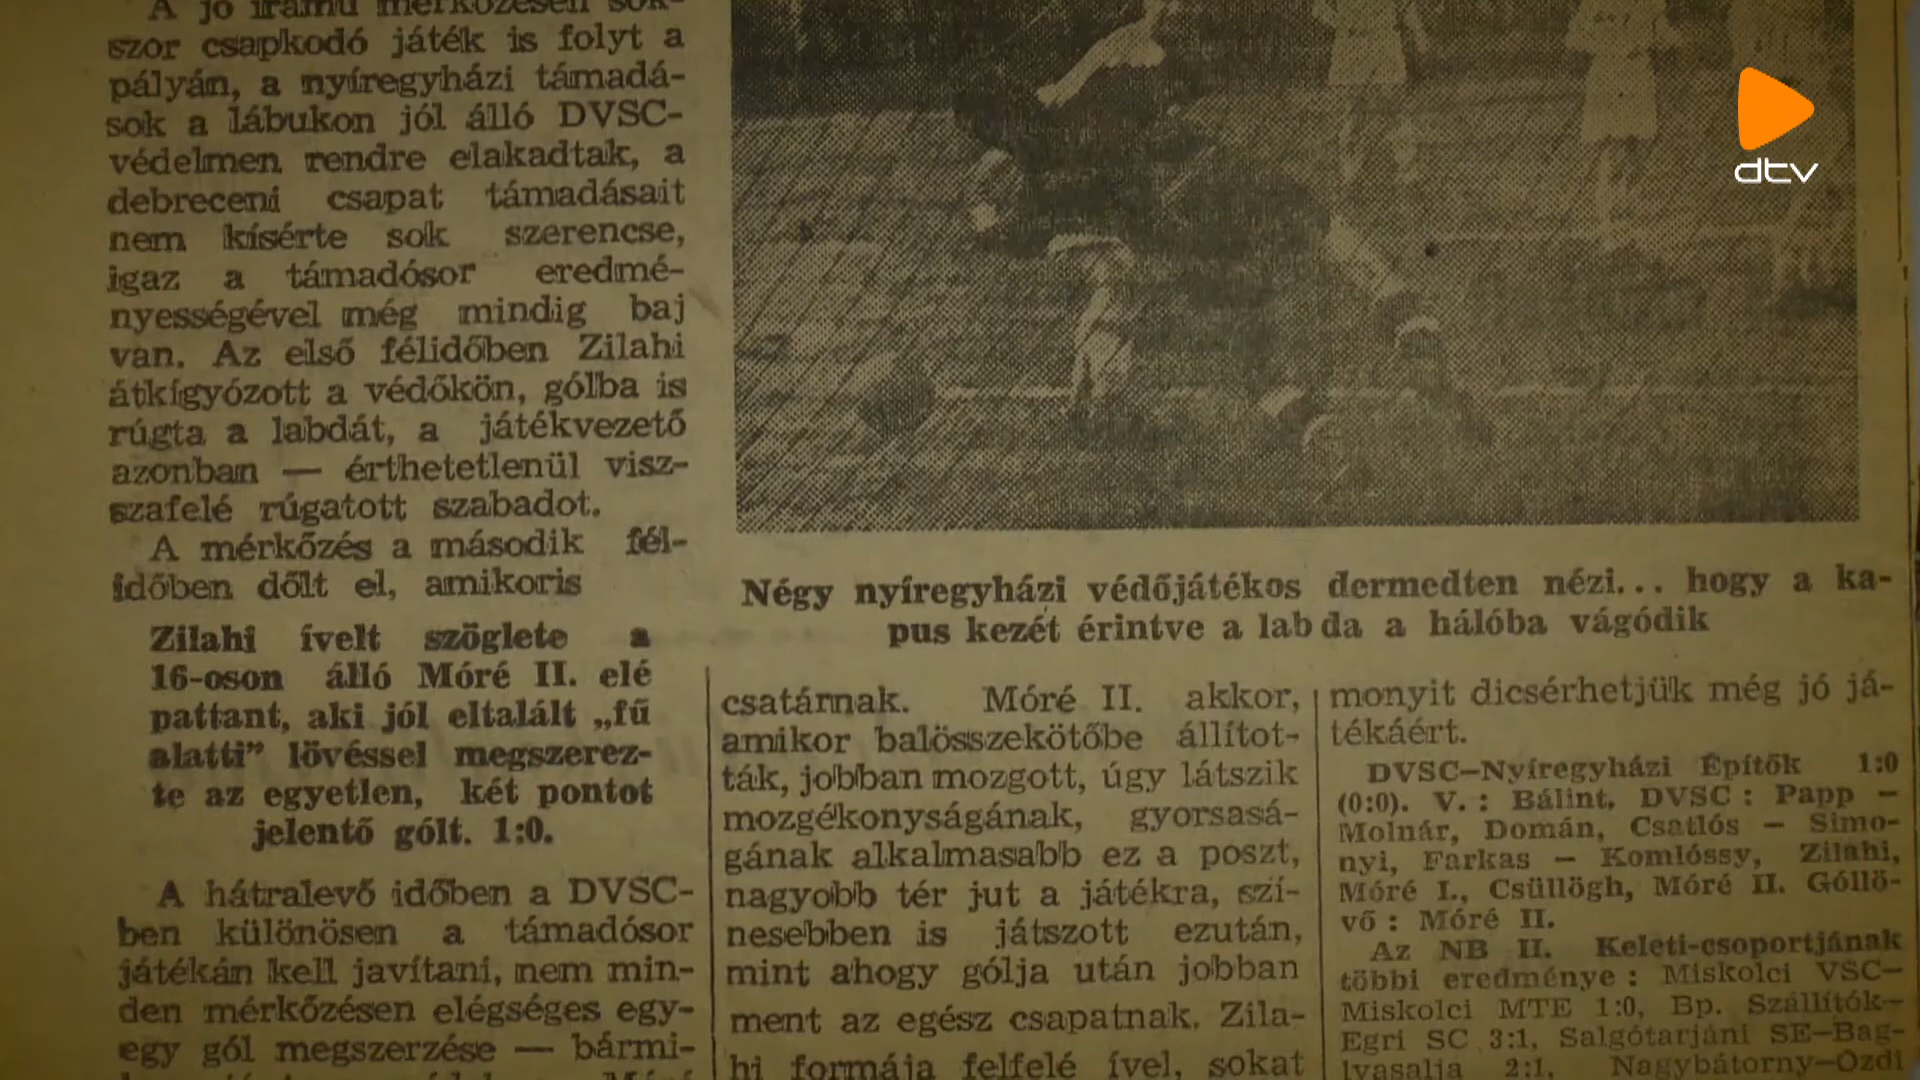 A jó iramú mérkőzésen sok-
szor csapkodó játék is folyt a
pályán, a nyíregyházi támadá-
sok a lábukon jól álló DVSC-
védelmen rendre elakadtak, a
debreceni csapat támadásait
nem kísérte sok szerencse,
igaz a támadósor eredmé-
nyességével még mindig baj
van. Az első félidőben Zilahi
átkígyózott a védőkön, gólba is
rúgta a labdát, a játékvezető
azonban — érthetetlenül visz-
szafelé rúgatott szabadot.
A mérkőzés a második fél-
időben dőlt el, amikoris
Zilahi ívelt szöglete a
16-oson álló Móré II. elé
pattant, aki jól eltalált „fű
alatti” lövéssel megszerez-
te az egyetlen, két pontot
jelentő gólt. 1:0.
A hátralevő időben a DVSC-
ben különösen a támadósor
játékán kell javítani, nem min-
den mérkőzésen elégséges egy-
egy gól megszerzése — bármi-
dtv
Négy nyíregyházi védőjátékos dermedten nézi... hogy a ka-
pus kezét érintve a labda a hálóba vágódik
csatárnak. Móré II. akkor,
amikor balösszekötőbe állítot-
ták, jobban mozgott, úgy látszik
mozgékonyságának, gyorsasá-
gának alkalmasabb ez a poszt,
nagyobb tér jut a játékra, szí-
nesebben is játszott ezután,
mint ahogy gólja után jobban
ment az egész csapatnak. Zila-
hi formája felfelé ível, sokat
monyit dicsérhetjük még jó já-
tékáért.
DVSC—Nyíregyházi Építők 1:0
(0:0). V.: Bálint. DVSC: Papp —
Molnár, Domán, Csatlós — Simo-
nyi, Farkas — Komlóssy, Zilahi,
Móré I., Csüllögh, Móré II. Góllö-
vő: Móré II.
Az NB II. Keleti-csoportjának
többi eredménye: Miskolci VSC—
Miskolci MTE 1:0, Bp. Szállítók—
Egri SC 3:1, Salgótarjáni SE—Bag-
lyasalja 2:1, Nagybátorny—Ózdi